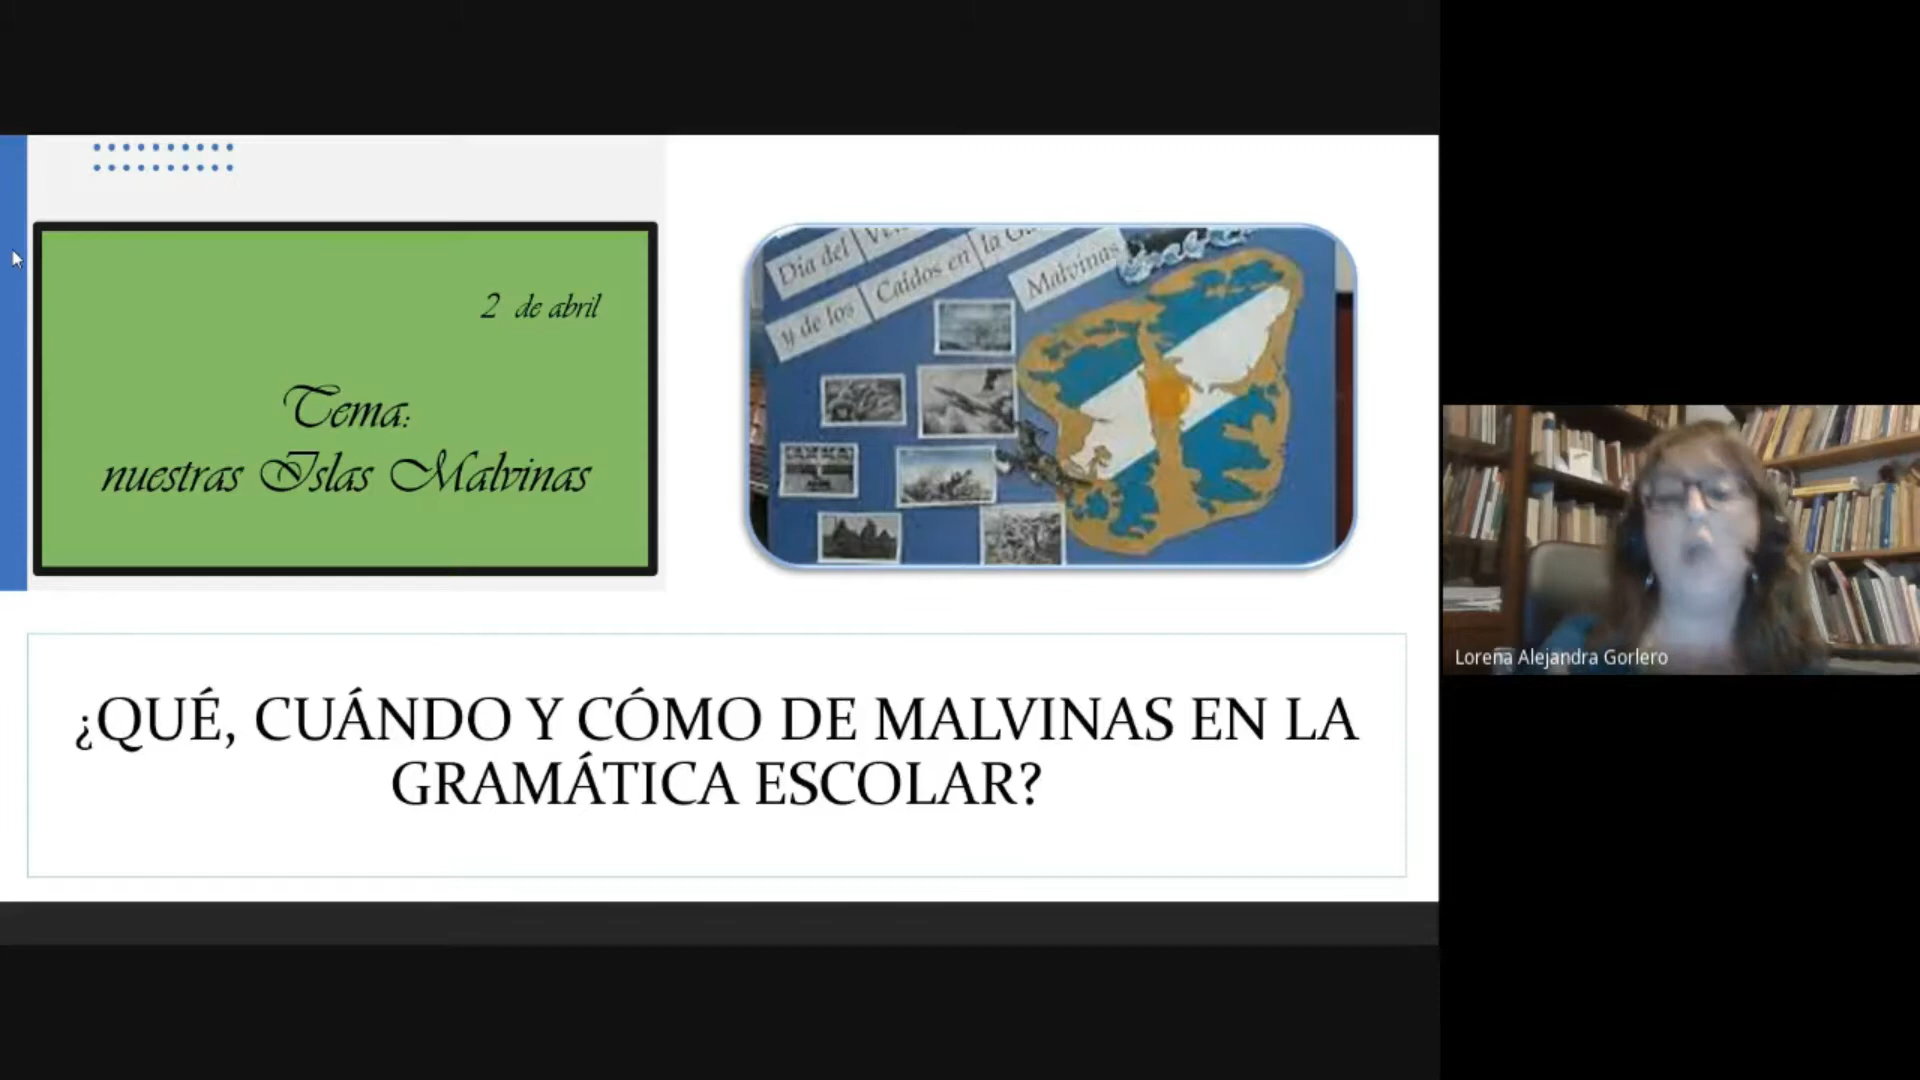 2 de abril
Tema:
nuestras Islas Malvinas
Día del
y de los
Caídos en
la
Malvinas
¿QUÉ, CUÁNDO Y CÓMO DE MALVINAS EN LA
GRAMÁTICA ESCOLAR?
Lorena Alejandra Gorlero